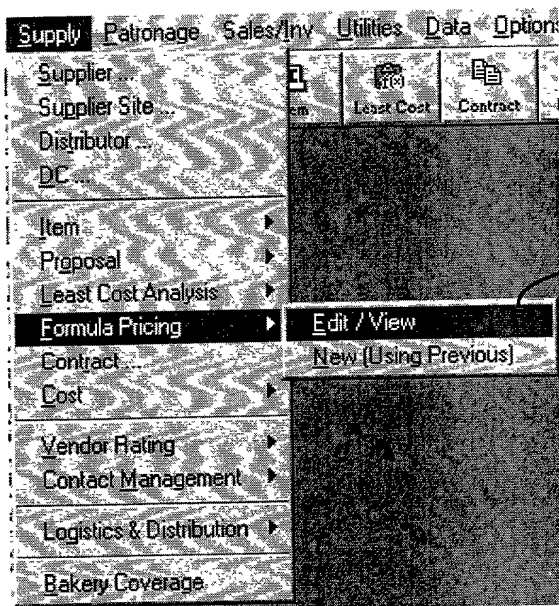 Supply Patronage Sales/Inv Utilities Data Options
Supplier ...
Supplier Site ...
Distributor ...
DC ...
Least Cost Contract
Item
Proposal
Least Cost Analysis
Formula Pricing
Edit / View
New (Using Previous)
Contract ...
Cost
Vendor Rating
Contact Management
Logistics & Distribution
Bakery Coverage